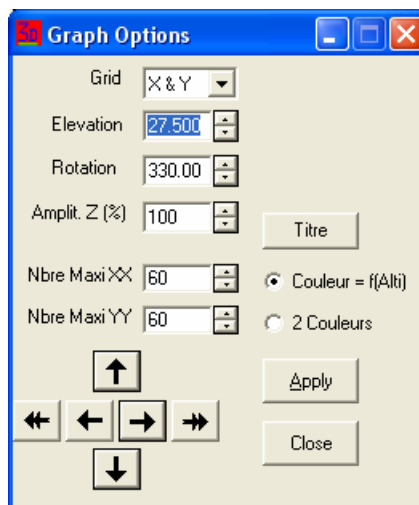 3D Graph Options
Grid X & Y
Elevation 27.500
Rotation 330.00
Amplit. Z (%) 100
Titre
Nbre Maxi XX 60
Couleur = f(Alti)
Nbre Maxi YY 60
2 Couleurs
Apply
Close